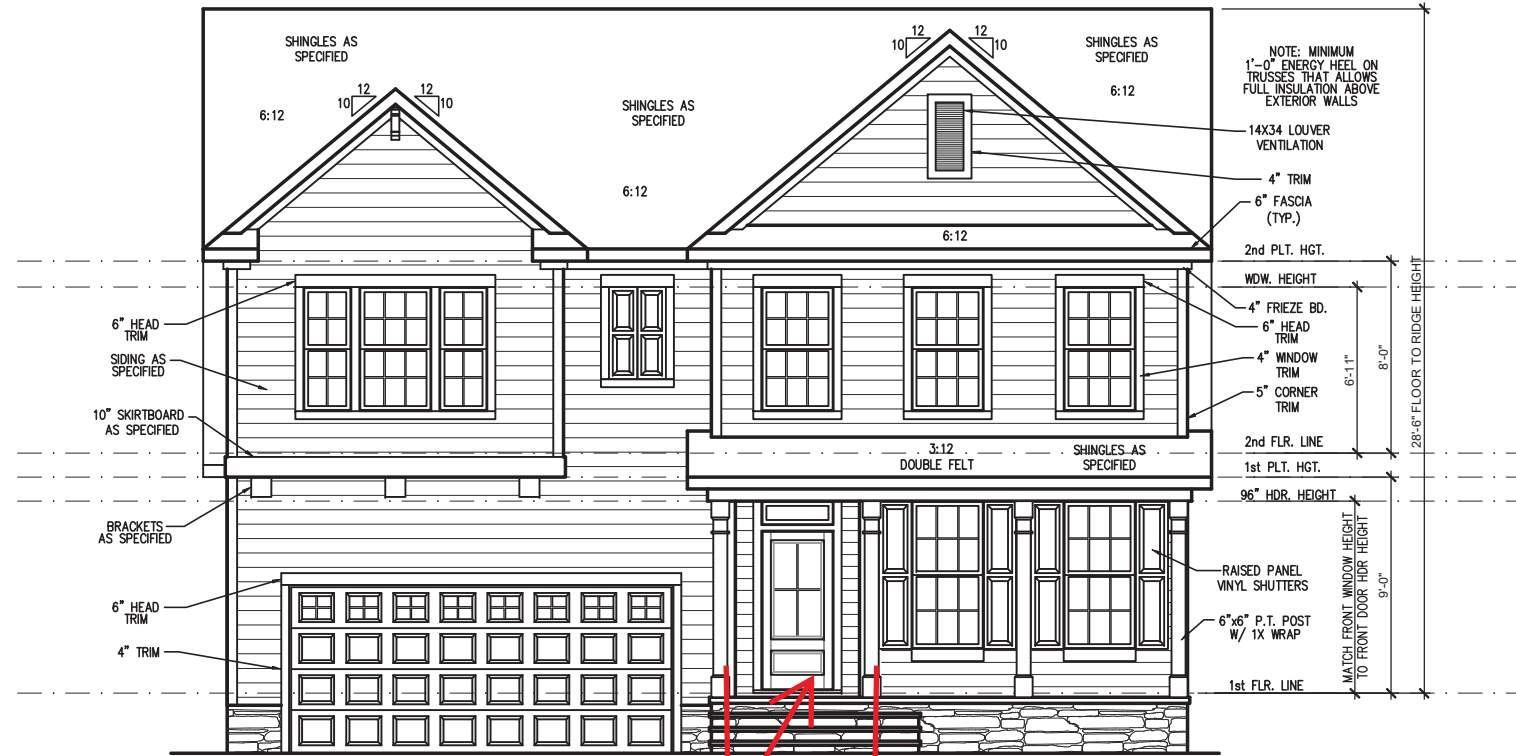 SHINGLES AS
SPECIFIED
6:12
12
10
12
10
SHINGLES AS
SPECIFIED
6:12
12
10
12
10
SHINGLES AS
SPECIFIED
6:12
6:12
NOTE: MINIMUM
1'-0" ENERGY HEEL ON
TRUSSES THAT ALLOWS
FULL INSULATION ABOVE
EXTERIOR WALLS
14X34 LOUVER
VENTILATION
4" TRIM
6" FASCIA
(TYP.)
2nd PLT. HGT.
WDW. HEIGHT
4" FRIEZE BD.
6" HEAD
TRIM
4" WINDOW
TRIM
5" CORNER
TRIM
2nd FLR. LINE
1st PLT. HGT.
96" HDR. HEIGHT
6'-11"
8'-0"
28'-6" FLOOR TO RIDGE HEIGHT
6" HEAD
TRIM
SIDING AS
SPECIFIED
10" SKIRTBOARD
AS SPECIFIED
BRACKETS
AS SPECIFIED
6" HEAD
TRIM
4" TRIM
3:12
DOUBLE FELT
SHINGLES AS
SPECIFIED
RAISED PANEL
VINYL SHUTTERS
6"x6" P.T. POST
W/ 1X WRAP
1st FLR. LINE
MATCH FRONT WINDOW HEIGHT
TO FRONT DOOR HDR HEIGHT
9'-0"